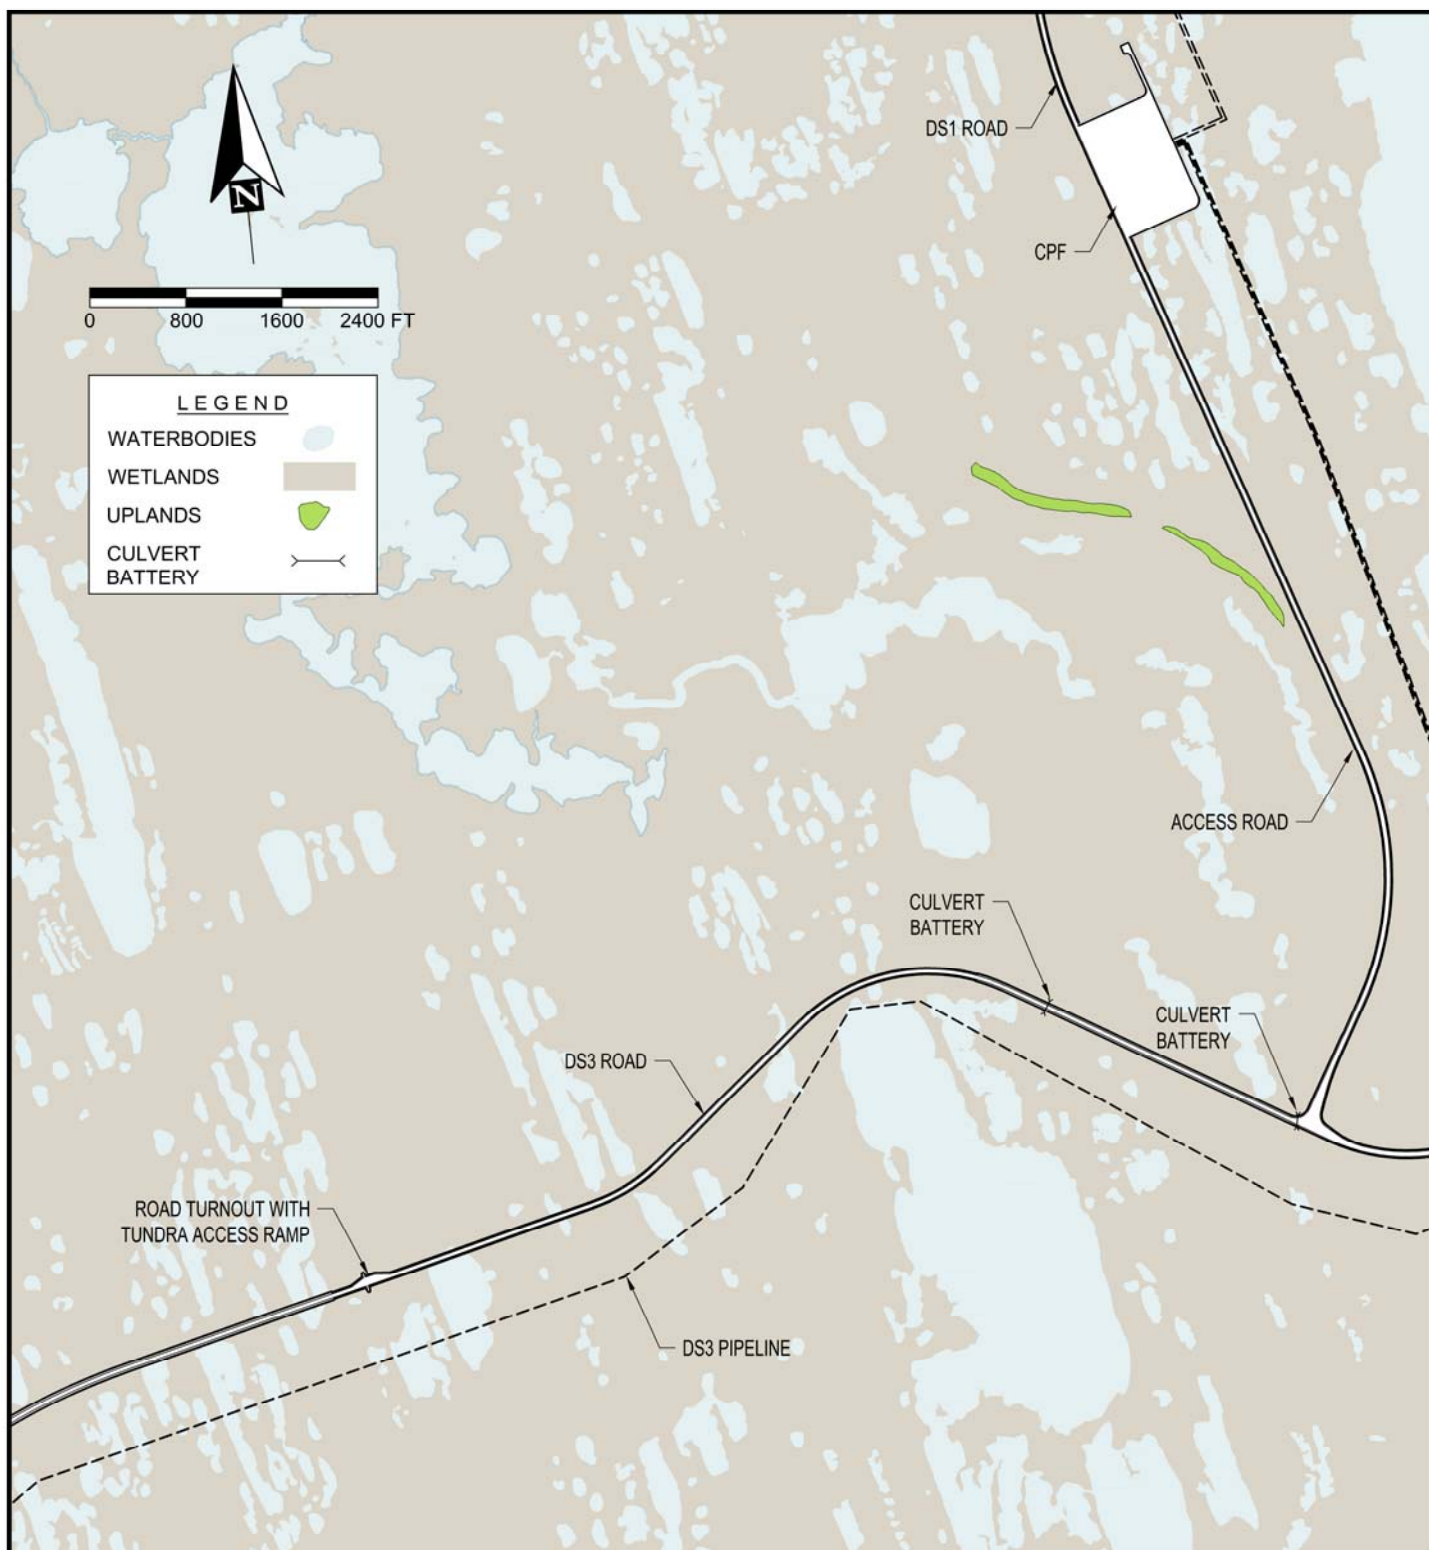 DS1 ROAD
N
CPF
0 800 1600 2400 FT
LEGEND
WATERBODIES
WETLANDS
UPLANDS
CULVERT
BATTERY
ACCESS ROAD
CULVERT
BATTERY
CULVERT
BATTERY
DS3 ROAD
ROAD TURNOUT WITH
TUNDRA ACCESS RAMP
DS3 PIPELINE